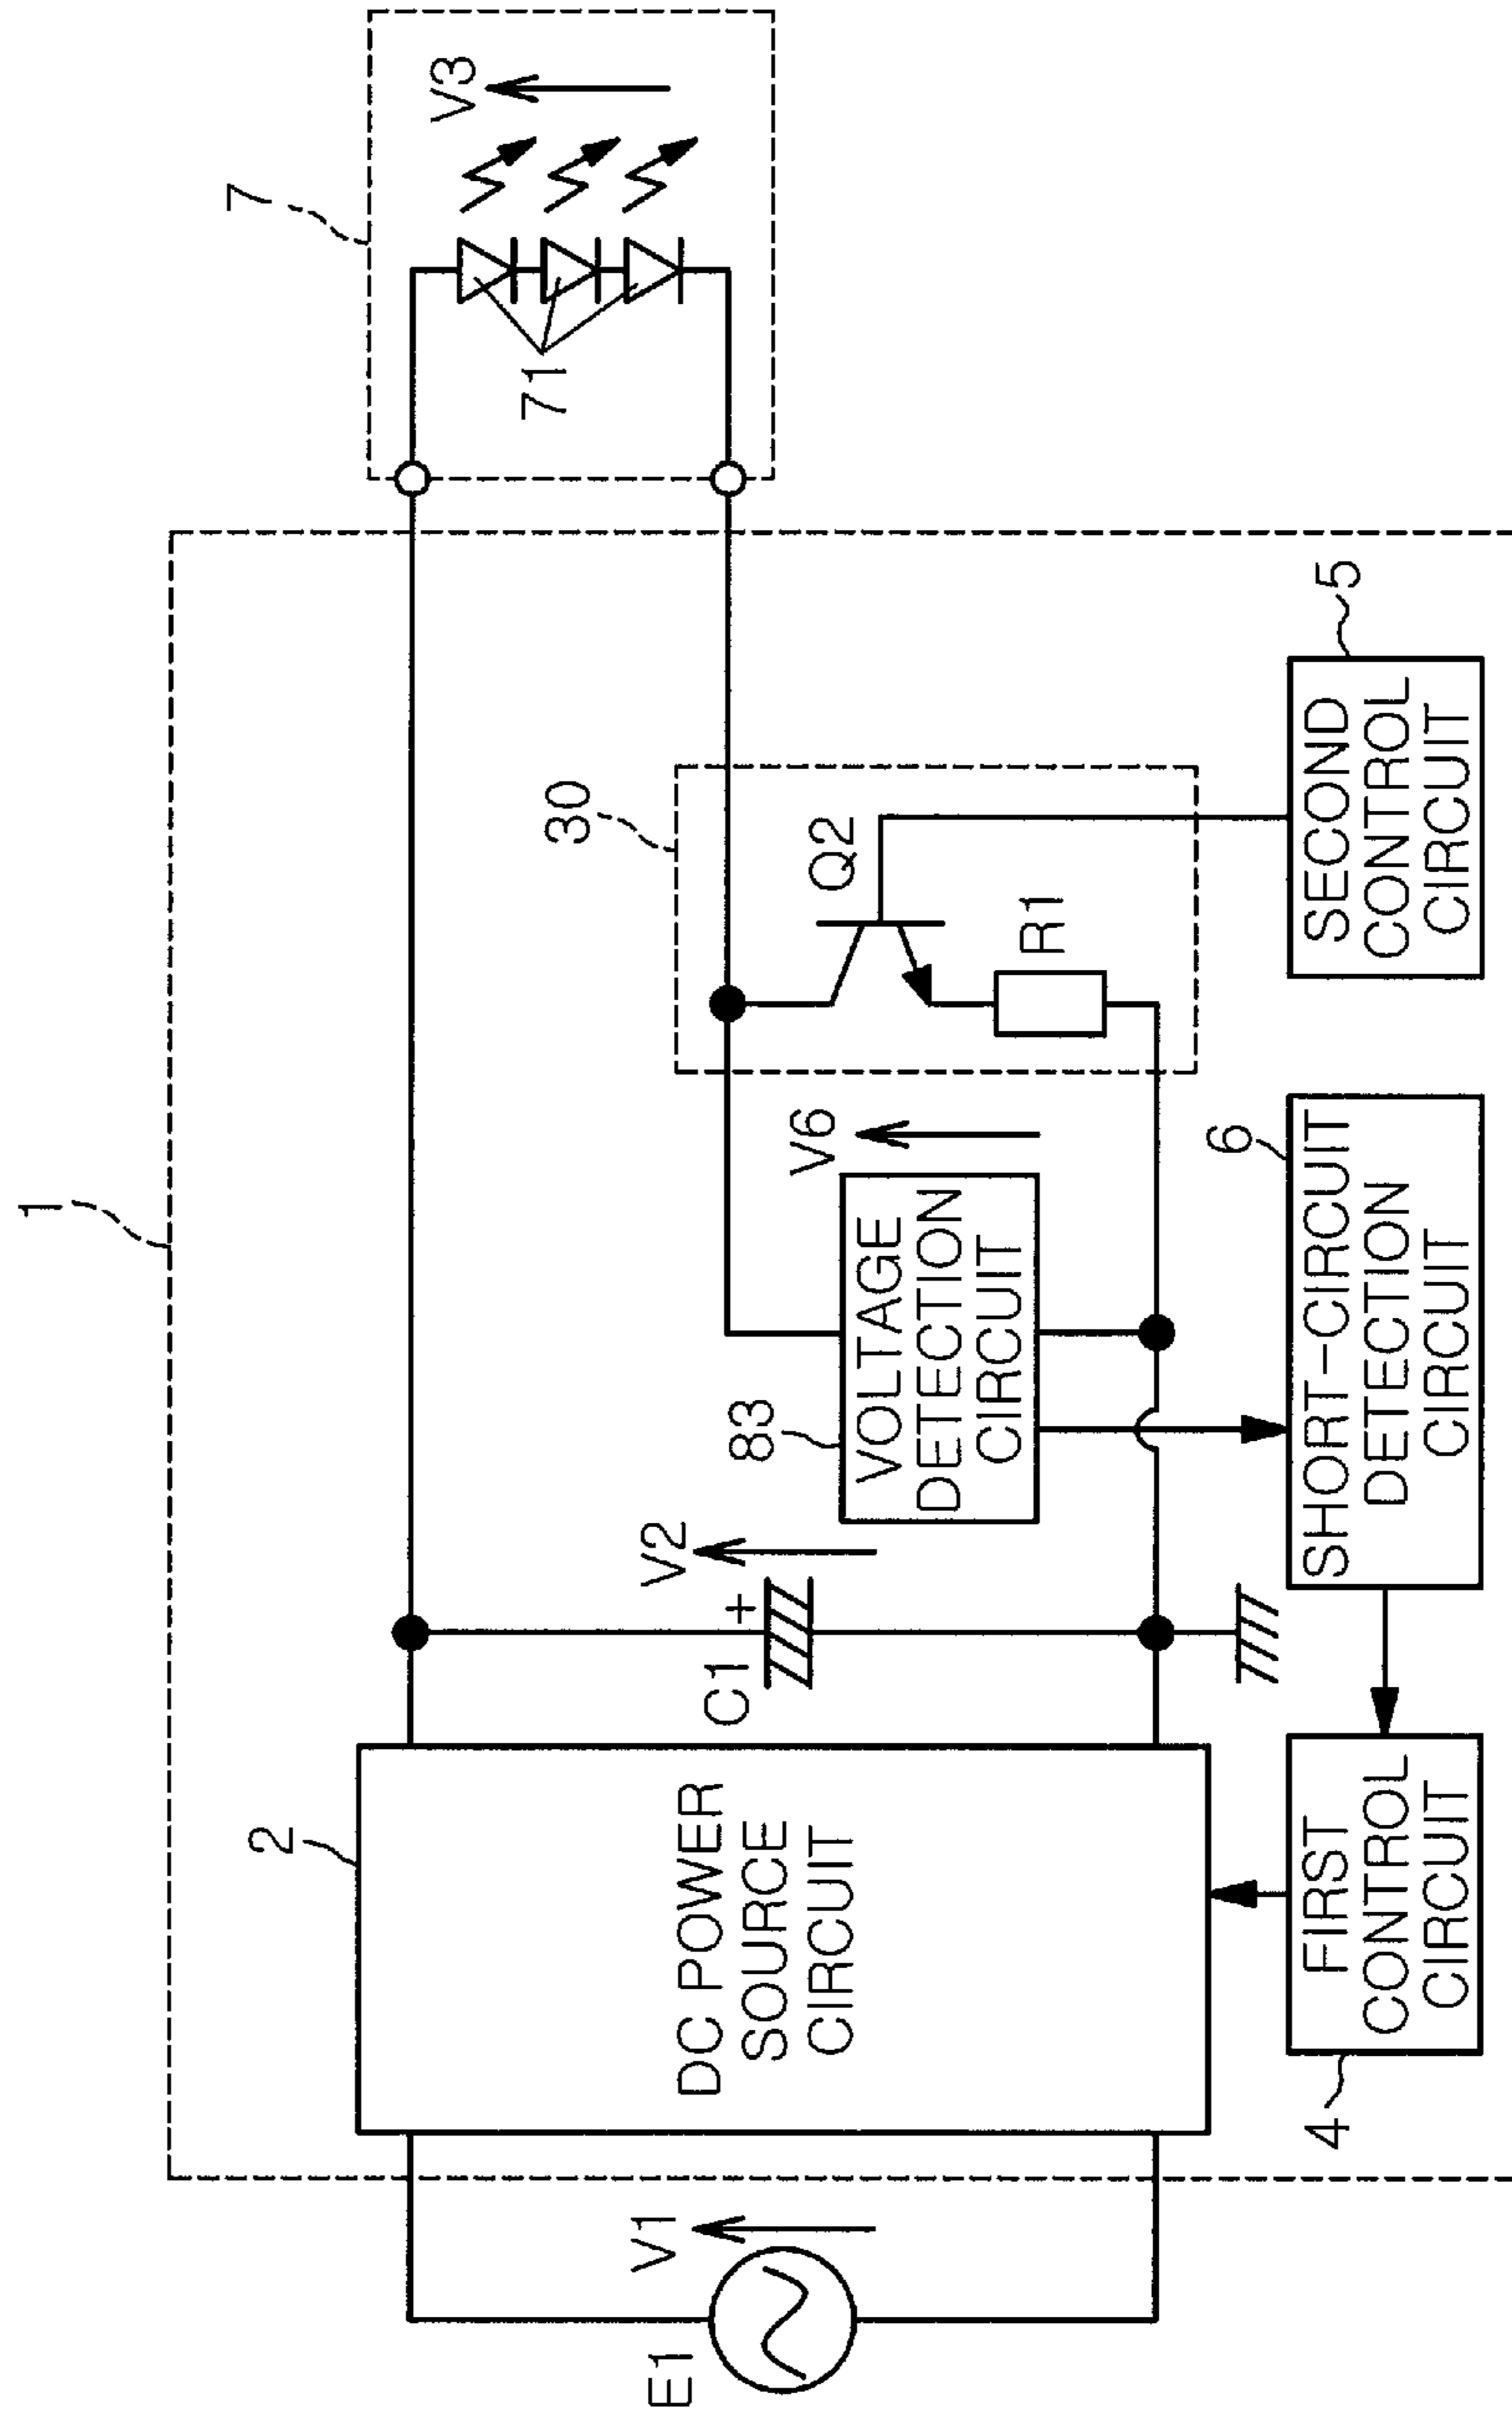 1
7
V3
71
2
DC POWER
SOURCE
CIRCUIT
E1
V1
C1
+
V2
83
VOLTAGE
DETECTION
CIRCUIT
V6
30
Q2
R1
4
FIRST
CONTROL
CIRCUIT
6
SHORT-CIRCUIT
DETECTION
CIRCUIT
5
SECOND
CONTROL
CIRCUIT